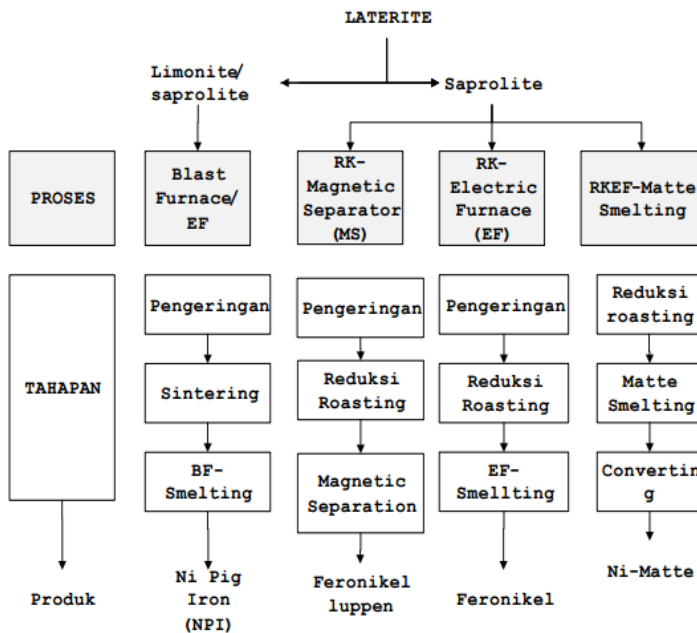 LATERITE
Limonite/
saprolite
Saprolite
PROSES
Blast
Furnace/
EF
RK-
Magnetic
Separator
(MS)
RK-
Electric
Furnace
(EF)
RKEF-Matte
Smelting
TAHAPAN
Pengeringan
Sintering
BF-
Smelting
Pengeringan
Reduksi
Roasting
Magnetic
Separation
Pengeringan
Reduksi
Roasting
EF-
Smellting
Reduksi
roasting
Matte
Smelting
Convertin
g
Produk
Ni Pig
Iron
(NPI)
Feronikel
luppen
Feronikel
Ni-Matte